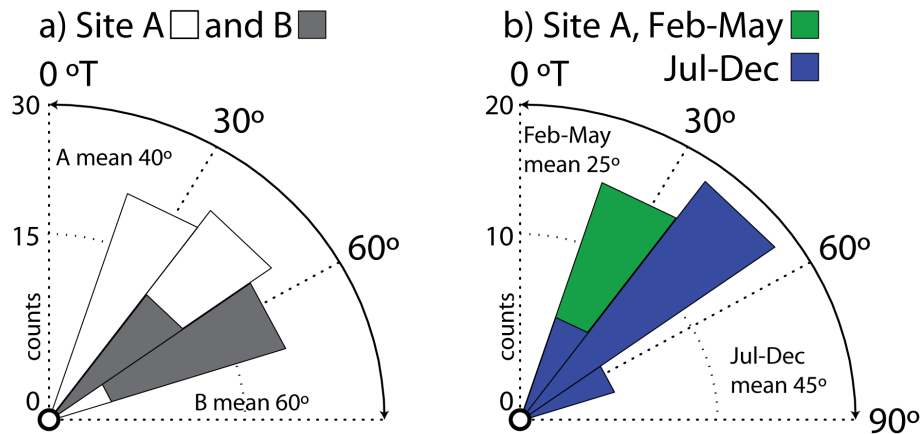 a) Site A and B
0 ºT
30
30º
A mean 40º
15
60º
counts
0
B mean 60º
b) Site A, Feb-May
Jul-Dec
0 ºT
20
30º
Feb-May
mean 25º
10
60º
counts
Jul-Dec
mean 45º
0
90º